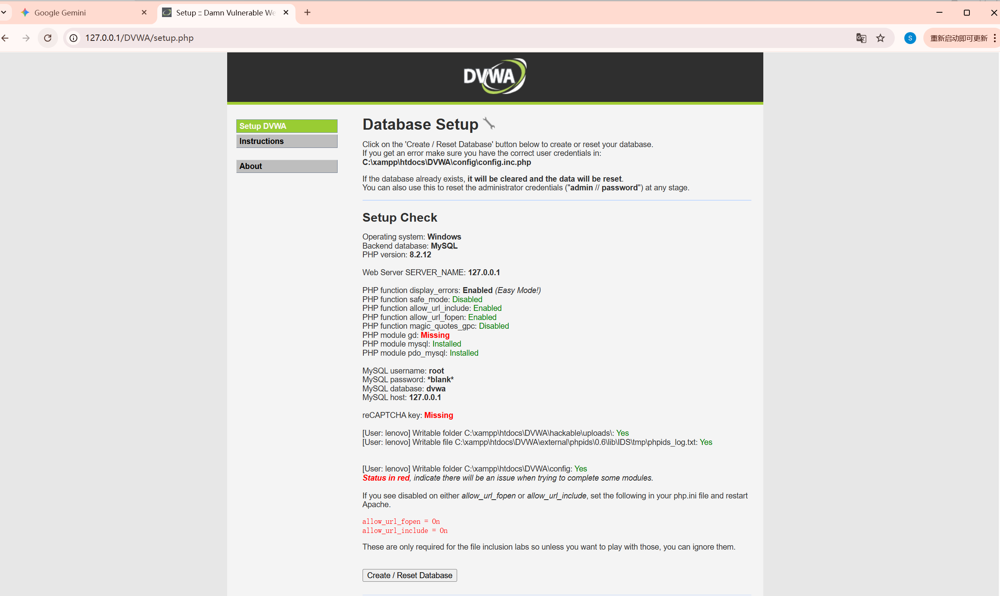 Google Gemini
Setup :: Damn Vulnerable We
127.0.0.1/DVWA/setup.php
S
重新启动即可更新
DVWA
Setup DVWA
Instructions
About
Database Setup
Click on the 'Create / Reset Database' button below to create or reset your database.
If you get an error make sure you have the correct user credentials in:
C:\xampp\htdocs\DVWA\config\config.inc.php
If the database already exists, it will be cleared and the data will be reset.
You can also use this to reset the administrator credentials ("admin // password") at any stage.
Setup Check
Operating system: Windows
Backend database: MySQL
PHP version: 8.2.12
Web Server SERVER_NAME: 127.0.0.1
PHP function display_errors: Enabled (Easy Mode!)
PHP function safe_mode: Disabled
PHP function allow_url_include: Enabled
PHP function allow_url_fopen: Enabled
PHP function magic_quotes_gpc: Disabled
PHP module gd: Missing
PHP module mysql: Installed
PHP module pdo_mysql: Installed
MySQL username: root
MySQL password: *blank*
MySQL database: dvwa
MySQL host: 127.0.0.1
reCAPTCHA key: Missing
[User: lenovo] Writable folder C:\xampp\htdocs\DVWA\hackable\uploads\: Yes
[User: lenovo] Writable file C:\xampp\htdocs\DVWA\external\phpids\0.6\lib\IDS\tmp\phpids_log.txt: Yes
[User: lenovo] Writable folder C:\xampp\htdocs\DVWA\config: Yes
Status in red, indicate there will be an issue when trying to complete some modules.
If you see disabled on either allow_url_fopen or allow_url_include, set the following in your php.ini file and restart
Apache.
allow_url_fopen = On
allow_url_include = On
These are only required for the file inclusion labs so unless you want to play with those, you can ignore them.
Create / Reset Database